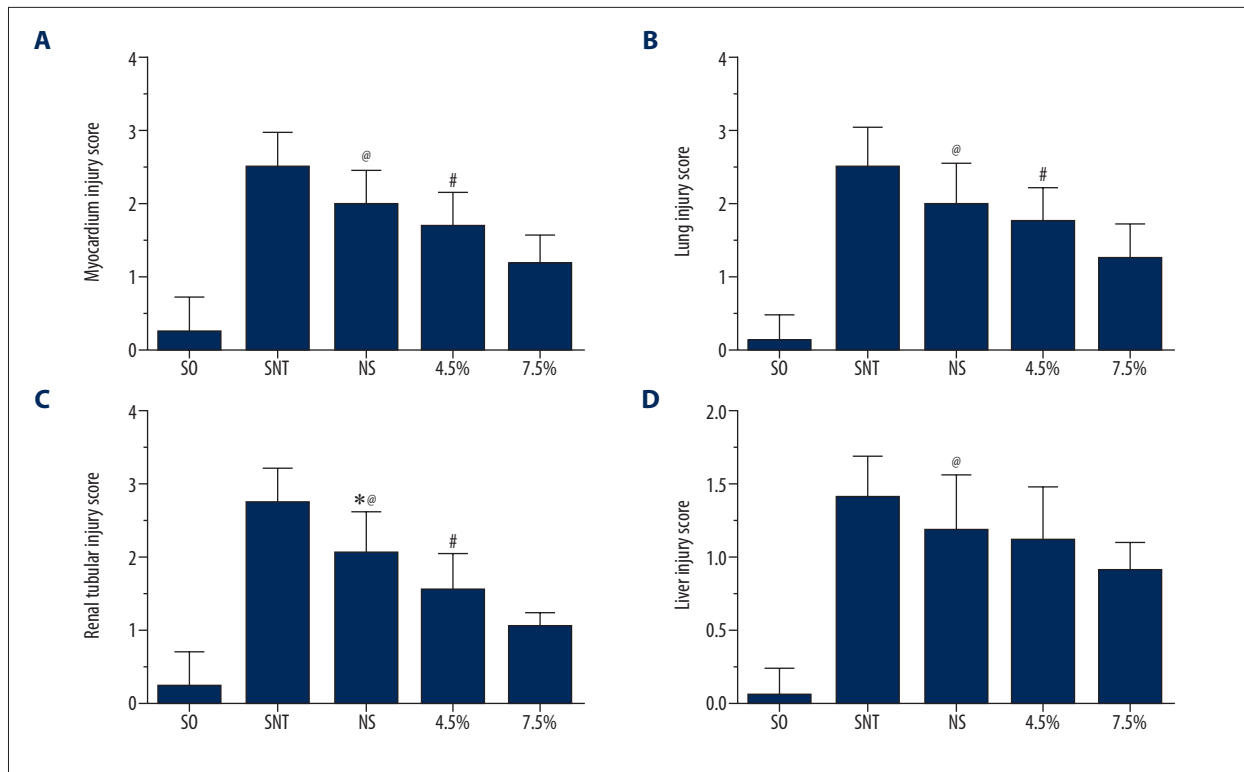 A
Myocardium injury score
4
3
2
1
0
@
#
SO SNT NS 4.5% 7.5%
B
Lung injury score
4
3
2
1
0
@
#
SO SNT NS 4.5% 7.5%
C
Renal tubular injury score
4
3
2
1
0
*@
#
SO SNT NS 4.5% 7.5%
D
Liver injury score
2.0
1.5
1.0
0.5
0.0
@
SO SNT NS 4.5% 7.5%